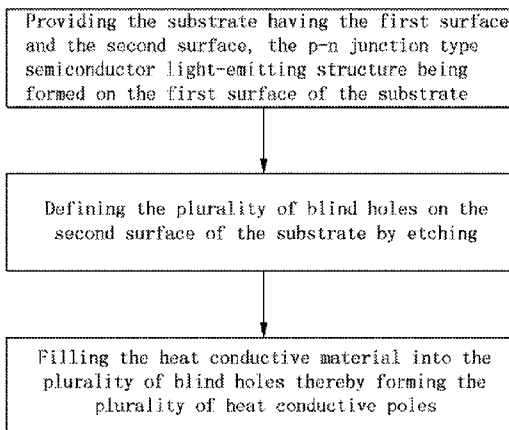 Providing the substrate having the first surface
and the second surface, the p-n junction type
semiconductor light-emitting structure being
formed on the first surface of the substrate
Defining the plurality of blind holes on the
second surface of the substrate by etching
Filling the heat conductive material into the
plurality of blind holes thereby forming the
plurality of heat conductive poles